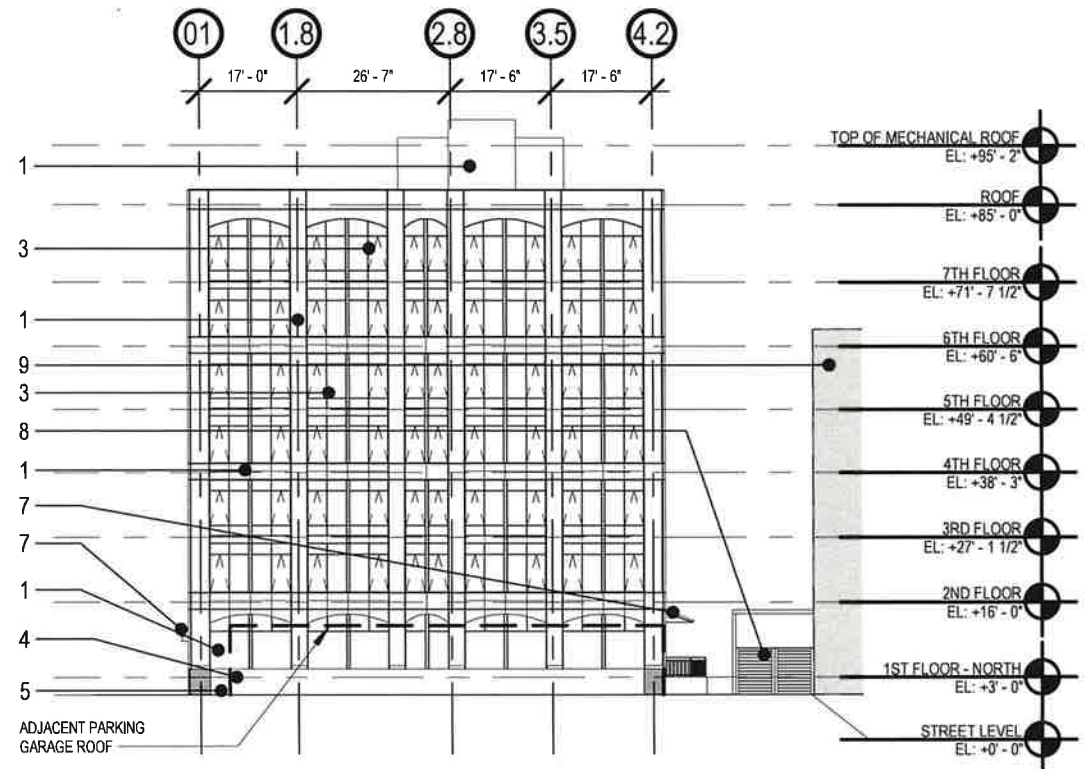 01 1.8 2.8 3.5 4.2
17' - 0" 26' - 7" 17' - 6" 17' - 6"
TOP OF MECHANICAL ROOF
EL: +95' - 2"
1
ROOF
EL: +85' - 0"
3
7TH FLOOR
EL: +71' - 7 1/2"
1
6TH FLOOR
EL: +60' - 6"
9
3
5TH FLOOR
EL: +49' - 4 1/2"
8
1
4TH FLOOR
EL: +38' - 3"
7
7
3RD FLOOR
EL: +27' - 1 1/2"
1
2ND FLOOR
EL: +16' - 0"
4
5
1ST FLOOR - NORTH
EL: +3' - 0"
ADJACENT PARKING
GARAGE ROOF
STREET LEVEL
EL: +0' - 0"